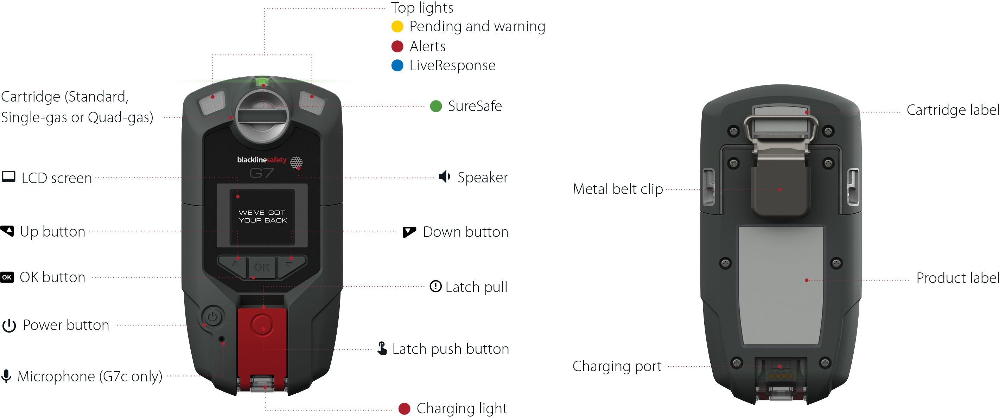 Top lights
Pending and warning
Alerts
LiveResponse
Cartridge (Standard,
Single-gas or Quad-gas)
SureSafe
Cartridge label
blacklinesafety
G7
LCD screen
Speaker
Metal belt clip
WE'VE GOT
YOUR BACK
Up button
Down button
OK
OK OK button
Product label
Latch pull
Power button
Latch push button
Charging port
Microphone (G7c only)
Charging light